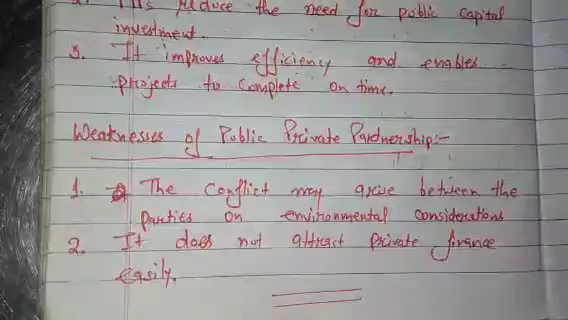 2. This reduce the need for public capital
investment.
3. It improves efficiency and enables
projects to complete on time.
Weaknesses of Public Private Partnership:-
1. The conflict may arise between the
parties on environmental considerations
2. It does not attract private finance
easily.